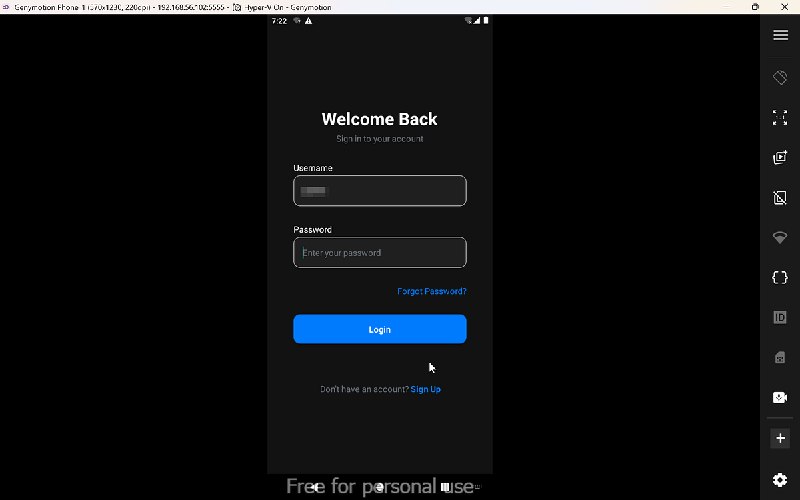 Genymotion Phone 1 (570x1230, 220dpi) - 192.168.56.102:5555 - Hyper-V On - Genymotion
7:22
Welcome Back
Sign in to your account
Username
Password
Enter your password
Forgot Password?
Login
Don't have an account? Sign Up
Free for personal use
ID